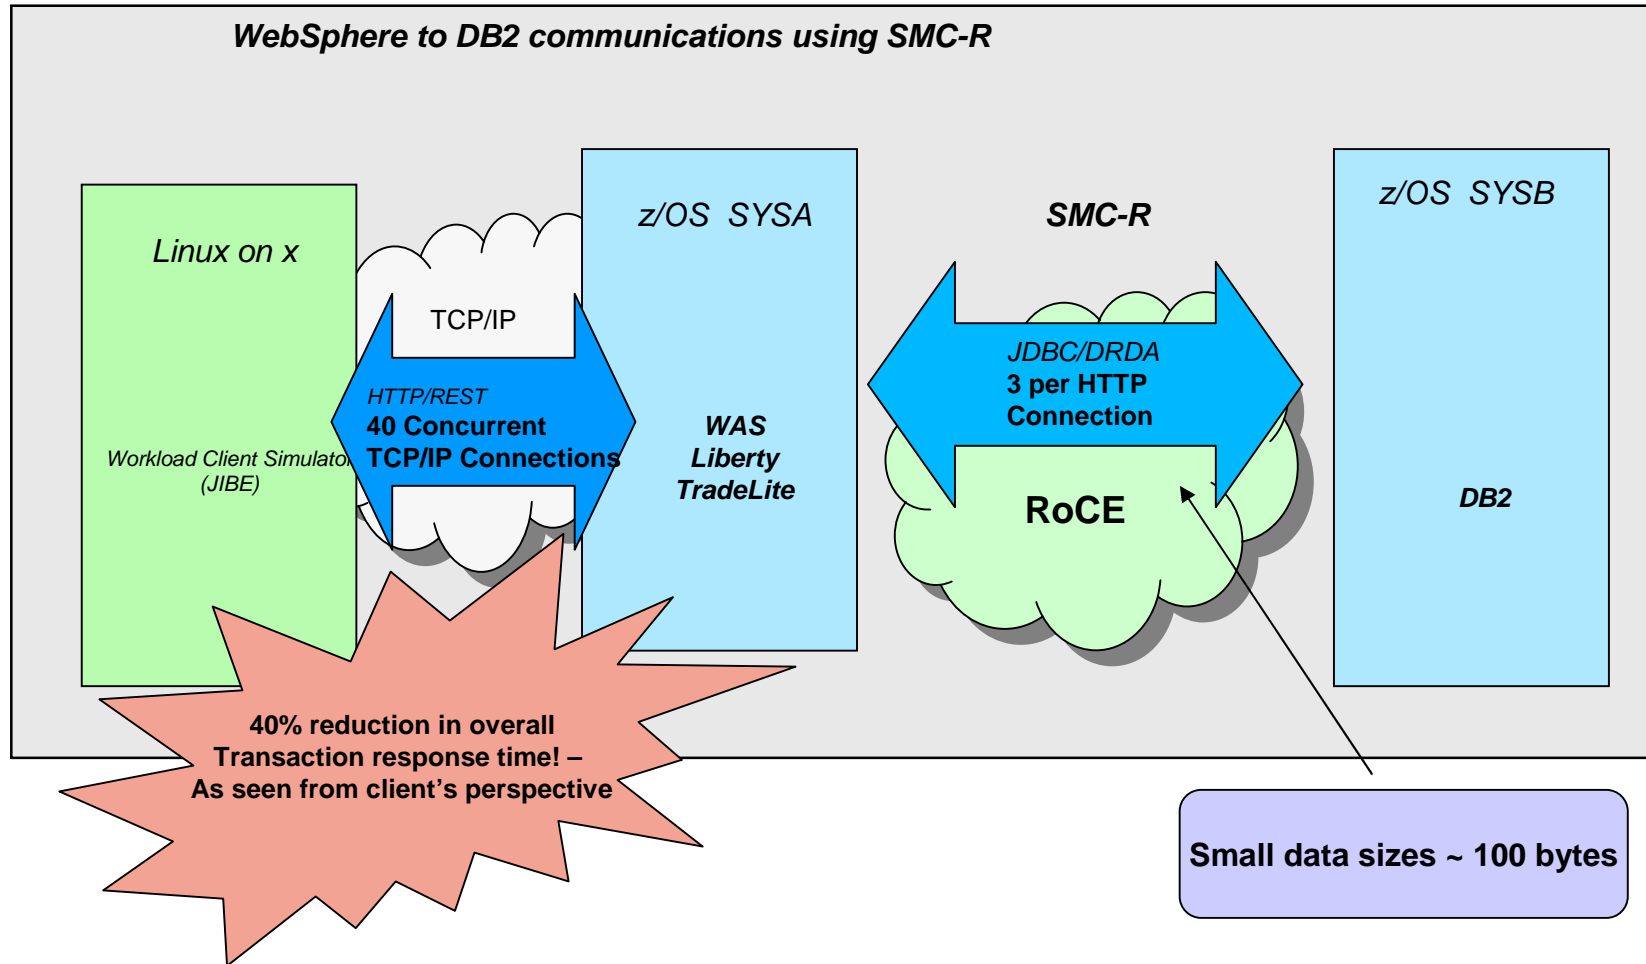 WebSphere to DB2 communications using SMC-R
Linux on x
Workload Client Simulator
(JIBE)
TCP/IP
HTTP/REST
40 Concurrent
TCP/IP Connections
z/OS SYSA
WAS
Liberty
TradeLite
SMC-R
JDBC/DRDA
3 per HTTP
Connection
RoCE
z/OS SYSB
DB2
40% reduction in overall
Transaction response time! –
As seen from client’s perspective
Small data sizes ~ 100 bytes